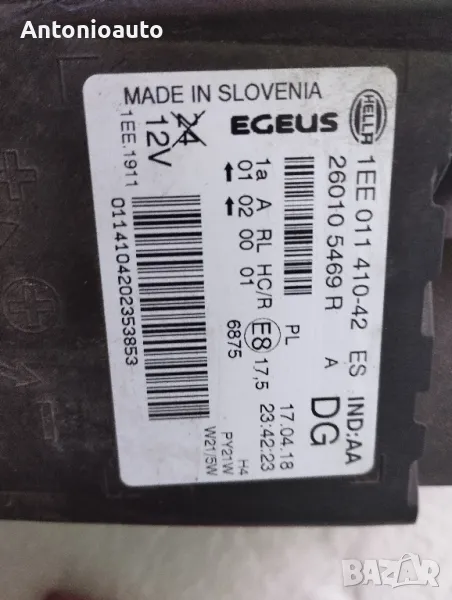 Antonioauto
MADE IN SLOVENIA
EGEUS
HELLA
1EE 011 410-42 ES IND:AA
26010 5469 R A DG
24
12V
1EE.1911
0114104202353853
1a A RL HC/R
01 02 00 01
E8
17,5
6875
PL
17.04.18
23:42:23
H4
PY21W
W21/5W
L
BAZAR